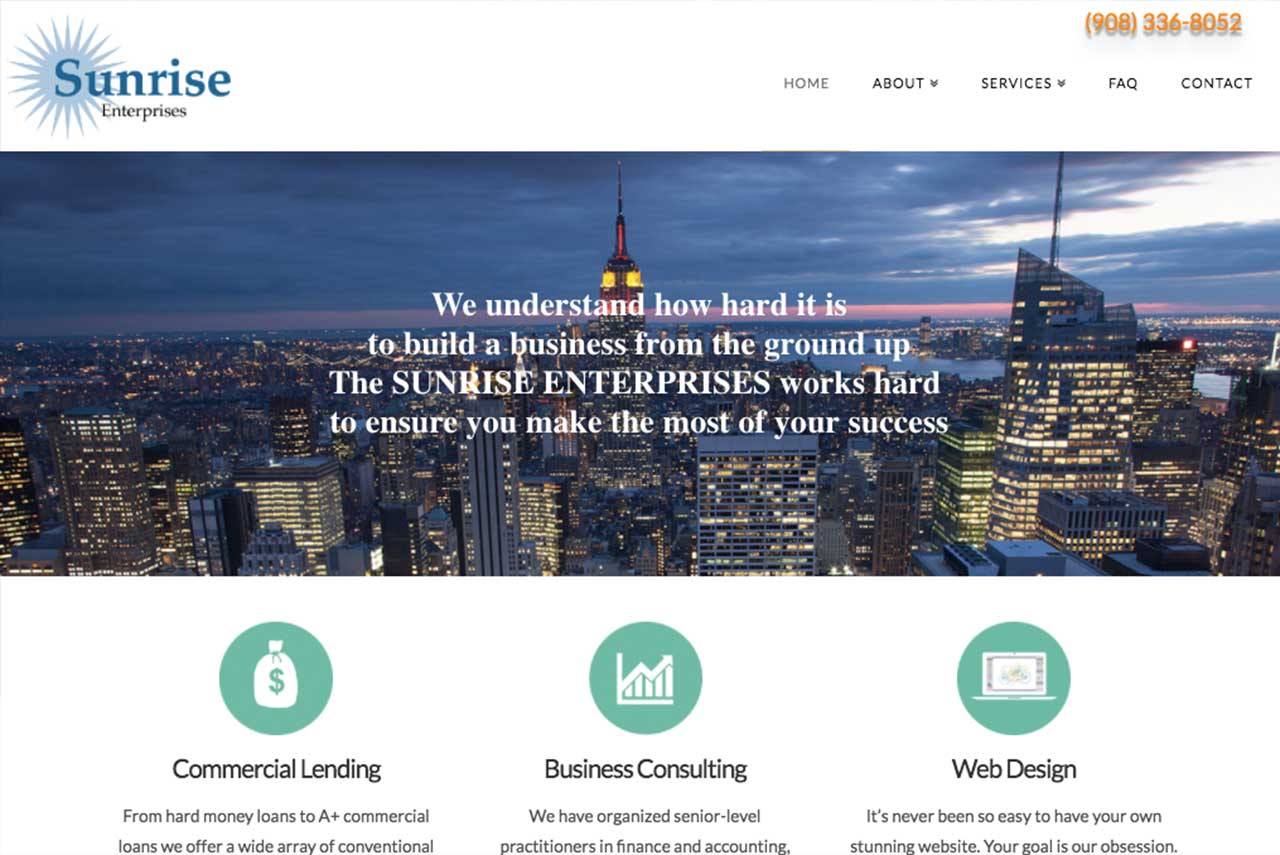 (908) 336-8052
Sunrise
Enterprises
HOME ABOUT SERVICES FAQ CONTACT
We understand how hard it is
to build a business from the ground up
The SUNRISE ENTERPRISES works hard
to ensure you make the most of your success
$
Commercial Lending
From hard money loans to A+ commercial
loans we offer a wide array of conventional
Business Consulting
We have organized senior-level
practitioners in finance and accounting,
Web Design
It’s never been so easy to have your own
stunning website. Your goal is our obsession.